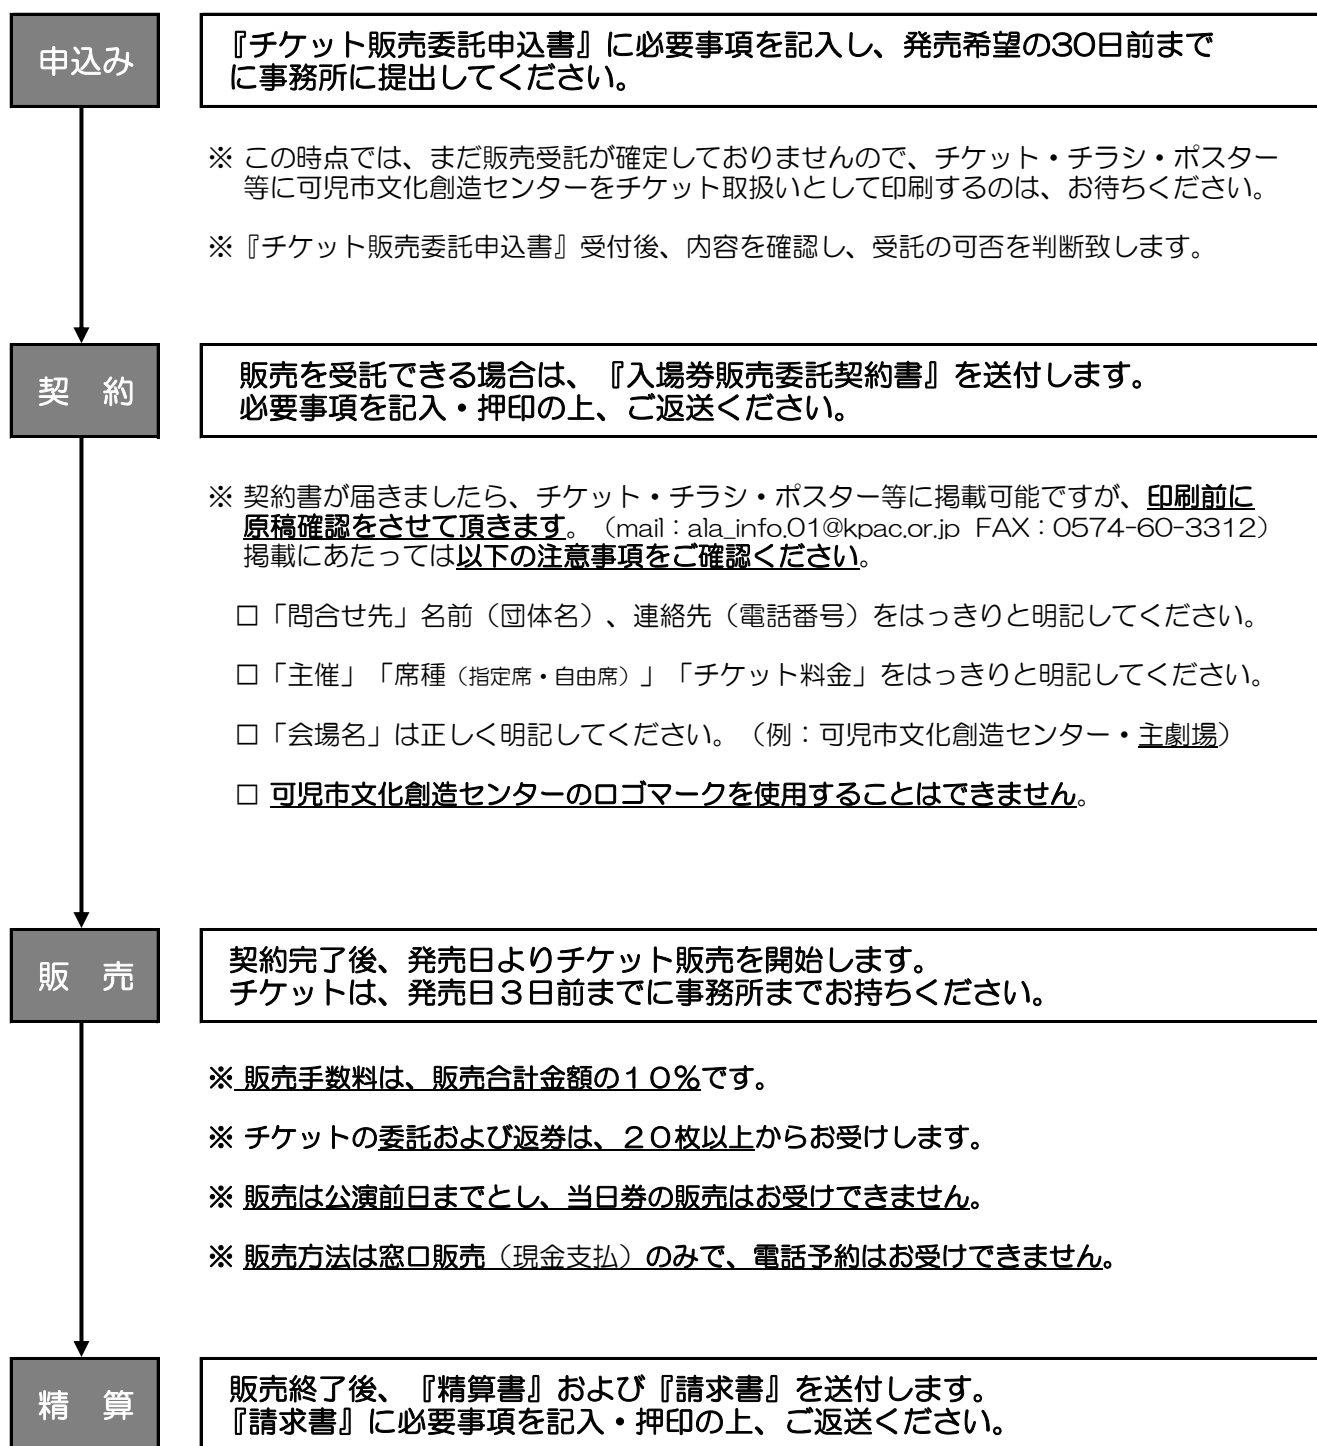 申込み
『チケット販売委託申込書』に必要事項を記入し、発売希望の30日前まで
に事務所に提出してください。
※ この時点では、まだ販売受託が確定しておりませんので、チケット・チラシ・ポスター
等に可児市文化創造センターをチケット取扱いとして印刷するのは、お待ちください。
※『チケット販売委託申込書』受付後、内容を確認し、受託の可否を判断致します。
契 約
販売を受託できる場合は、『入場券販売委託契約書』を送付します。
必要事項を記入・押印の上、ご返送ください。
※ 契約書が届きましたら、チケット・チラシ・ポスター等に掲載可能ですが、印刷前に
原稿確認をさせて頂きます。（mail：ala_info.01@kpac.or.jp FAX：0574-60-3312）
掲載にあたっては以下の注意事項をご確認ください。
□「問合せ先」名前（団体名）、連絡先（電話番号）をはっきりと明記してください。
□「主催」「席種（指定席・自由席）」「チケット料金」をはっきりと明記してください。
□「会場名」は正しく明記してください。（例：可児市文化創造センター・主劇場）
□ 可児市文化創造センターのロゴマークを使用することはできません。
販 売
契約完了後、発売日よりチケット販売を開始します。
チケットは、発売日３日前までに事務所までお持ちください。
※ 販売手数料は、販売合計金額の１０％です。
※ チケットの委託および返券は、２０枚以上からお受けします。
※ 販売は公演前日までとし、当日券の販売はお受けできません。
※ 販売方法は窓口販売（現金支払）のみで、電話予約はお受けできません。
精 算
販売終了後、『精算書』および『請求書』を送付します。
『請求書』に必要事項を記入・押印の上、ご返送ください。